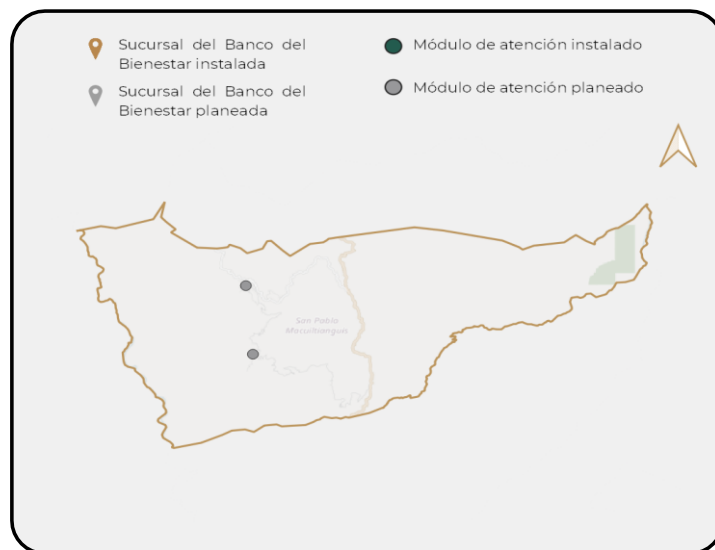 Sucursal del Banco del
Bienestar instalada
Sucursal del Banco del
Bienestar planeada
Módulo de atención instalado
Módulo de atención planeado
San Pablo
Macuiltianguis